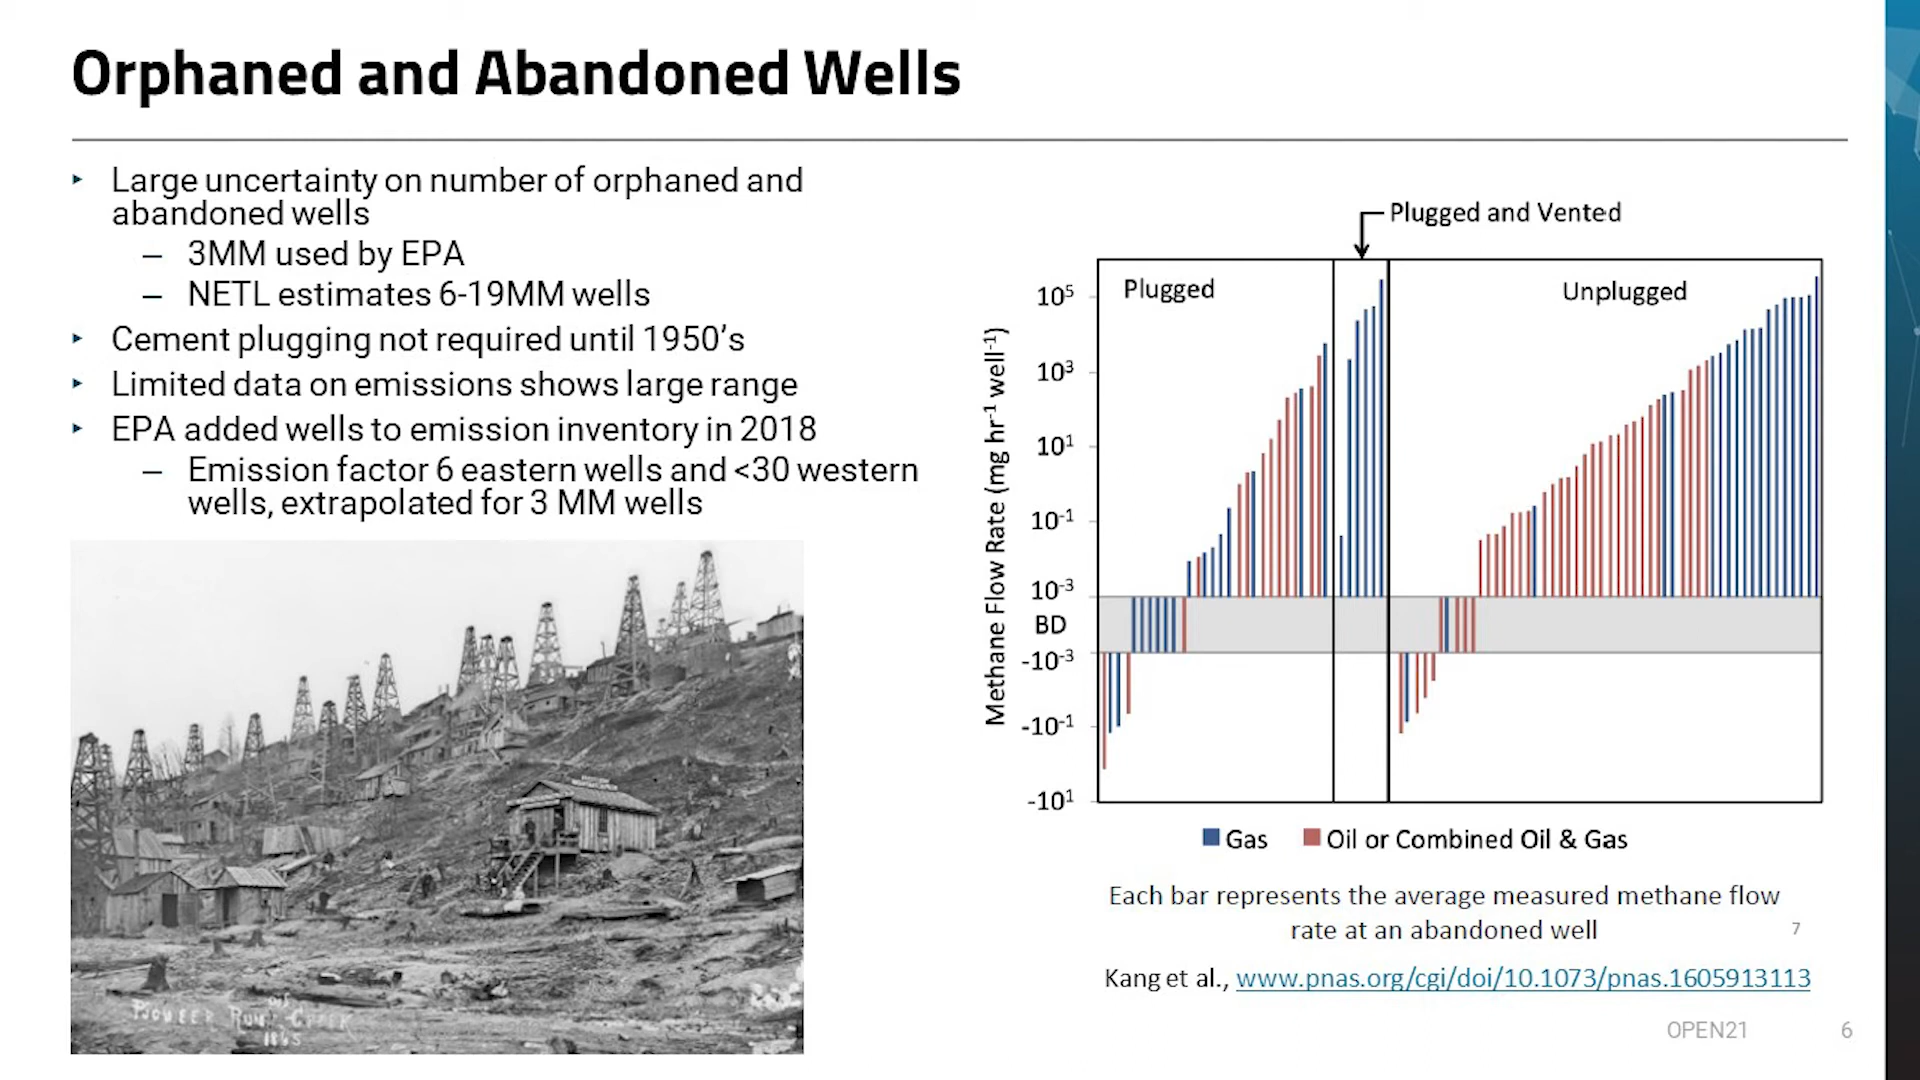 Orphaned and Abandoned Wells
‣ Large uncertainty on number of orphaned and
abandoned wells
– 3MM used by EPA
– NETL estimates 6-19MM wells
‣ Cement plugging not required until 1950’s
‣ Limited data on emissions shows large range
‣ EPA added wells to emission inventory in 2018
– Emission factor 6 eastern wells and <30 western
wells, extrapolated for 3 MM wells
PIONEER RUN CREEK
1865
Plugged and Vented
Plugged
Unplugged
Methane Flow Rate (mg hr⁻¹ well⁻¹)
10⁵
10³
10¹
10⁻¹
10⁻³
BD
-10⁻³
-10⁻¹
-10¹
Gas
Oil or Combined Oil & Gas
Each bar represents the average measured methane flow
rate at an abandoned well
7
Kang et al., www.pnas.org/cgi/doi/10.1073/pnas.1605913113
OPEN21
6